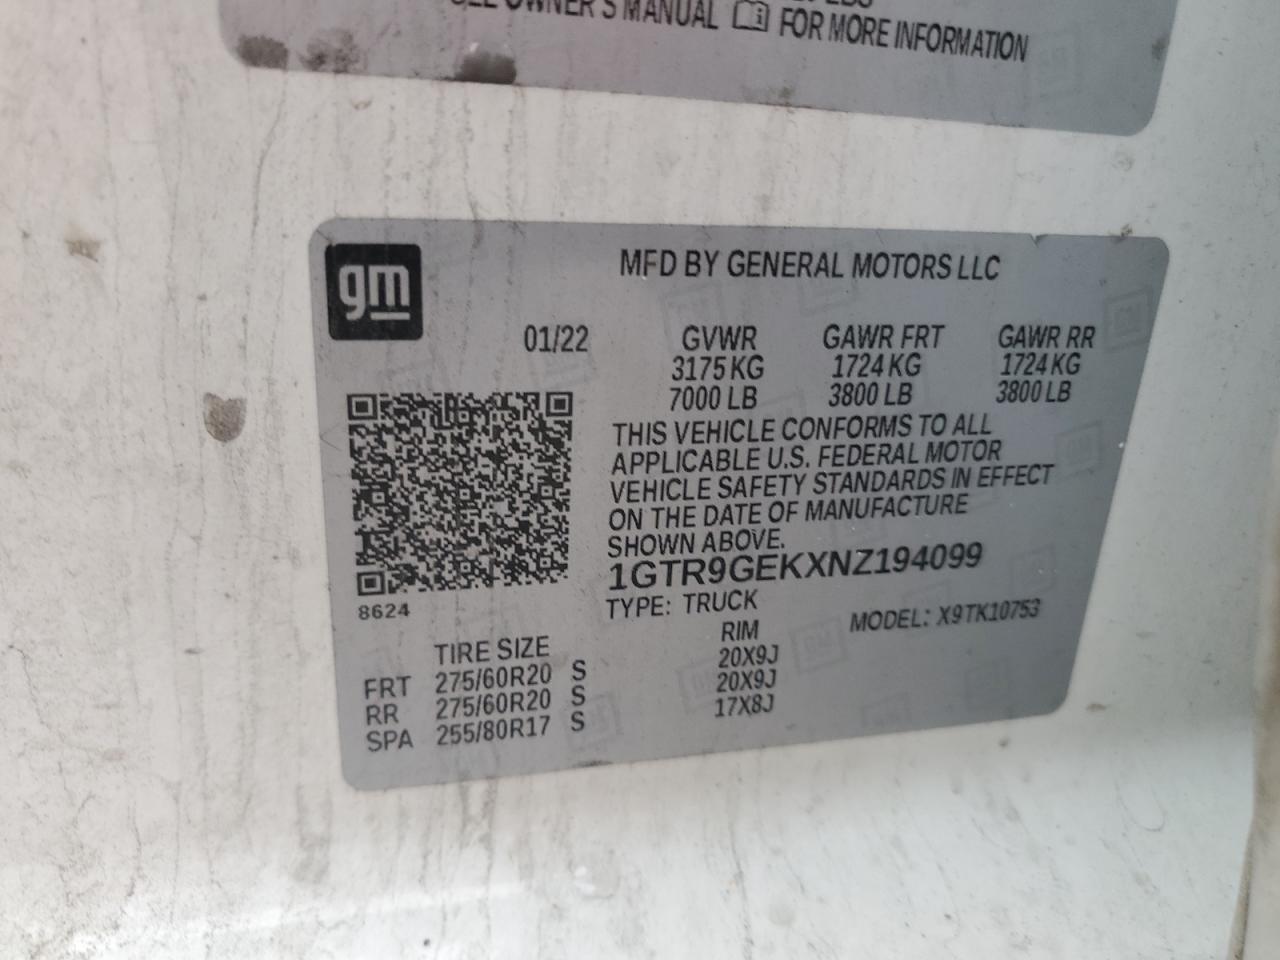 OWNER'S MANUAL FOR MORE INFORMATION
gm
MFD BY GENERAL MOTORS LLC
01/22 GVWR GAWR FRT GAWR RR
3175 KG 1724 KG 1724 KG
7000 LB 3800 LB 3800 LB
THIS VEHICLE CONFORMS TO ALL
APPLICABLE U.S. FEDERAL MOTOR
VEHICLE SAFETY STANDARDS IN EFFECT
ON THE DATE OF MANUFACTURE
SHOWN ABOVE.
1GTR9GEKXNZ194099
8624
TYPE: TRUCK MODEL: X9TK10753
TIRE SIZE RIM
FRT 275/60R20 S 20X9J
RR 275/60R20 S 20X9J
SPA 255/80R17 S 17X8J